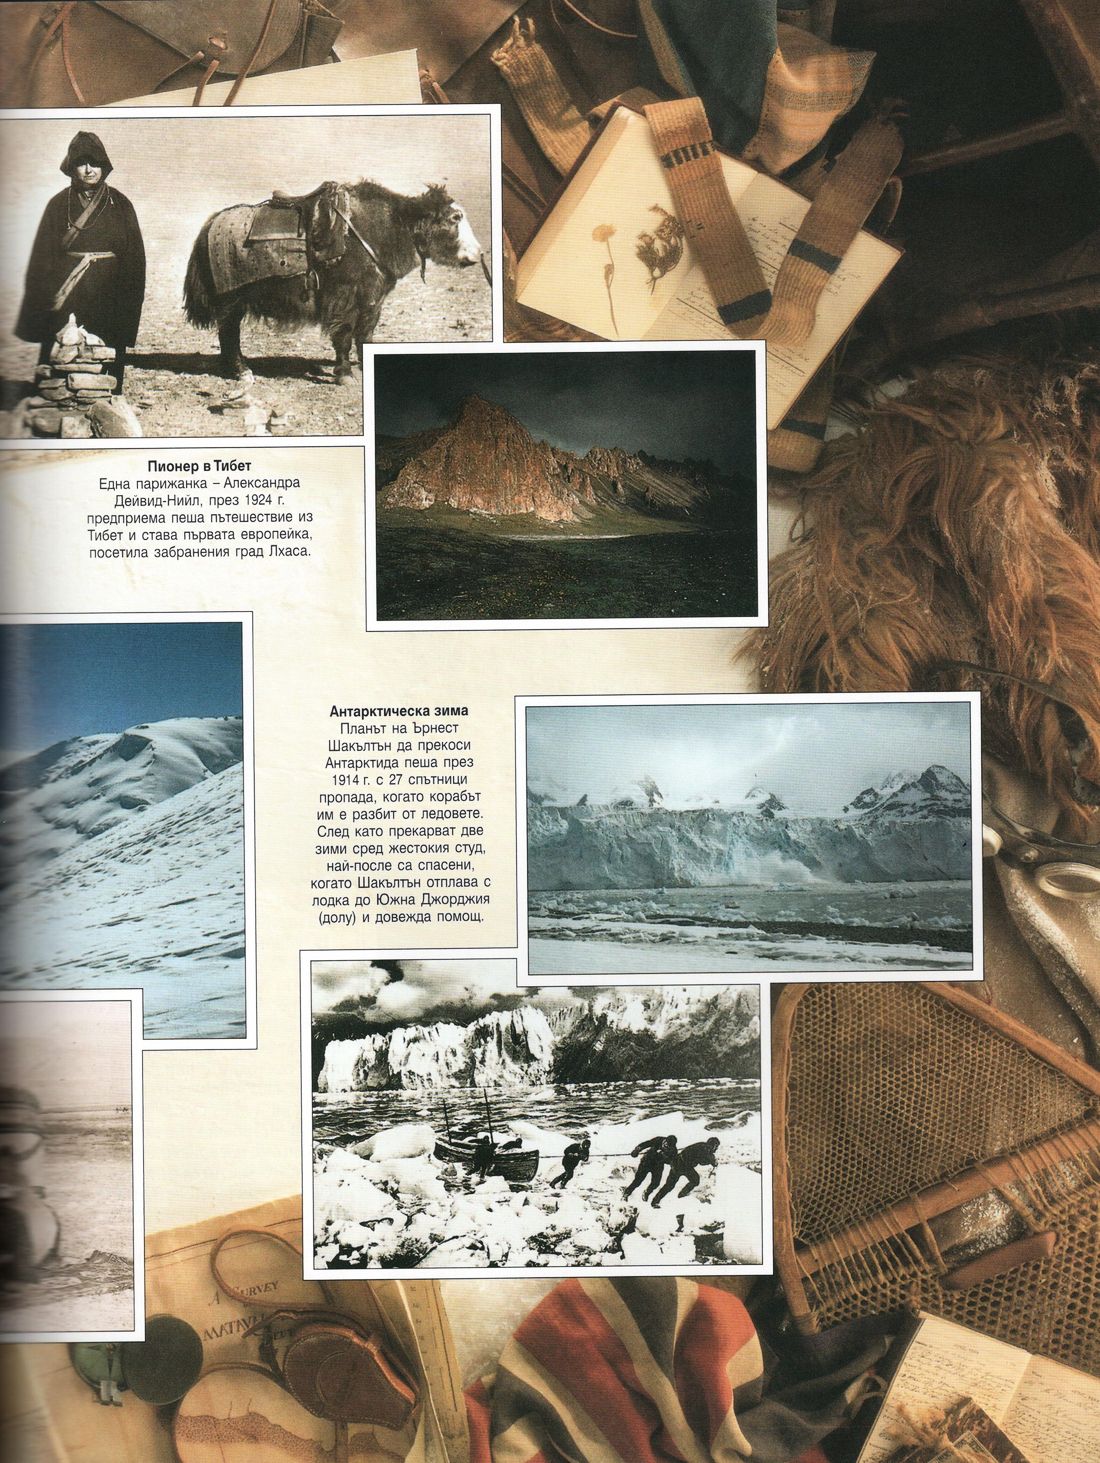 Пионер в Тибет
Една парижанка – Александра
Дейвид-Нийл, през 1924 г.
предприема пеша пътешествие из
Тибет и става първата европейка,
посетила забранения град Лхаса.
Антарктическа зима
Планът на Ърнест
Шакълтън да прекоси
Антарктида пеша през
1914 г. с 27 спътници
пропада, когато корабът
им е разбит от ледовете.
След като прекарват две
зими сред жестокия студ,
най-после са спасени,
когато Шакълтън отплава с
лодка до Южна Джорджия
(долу) и довежда помощ.
A SURVEY